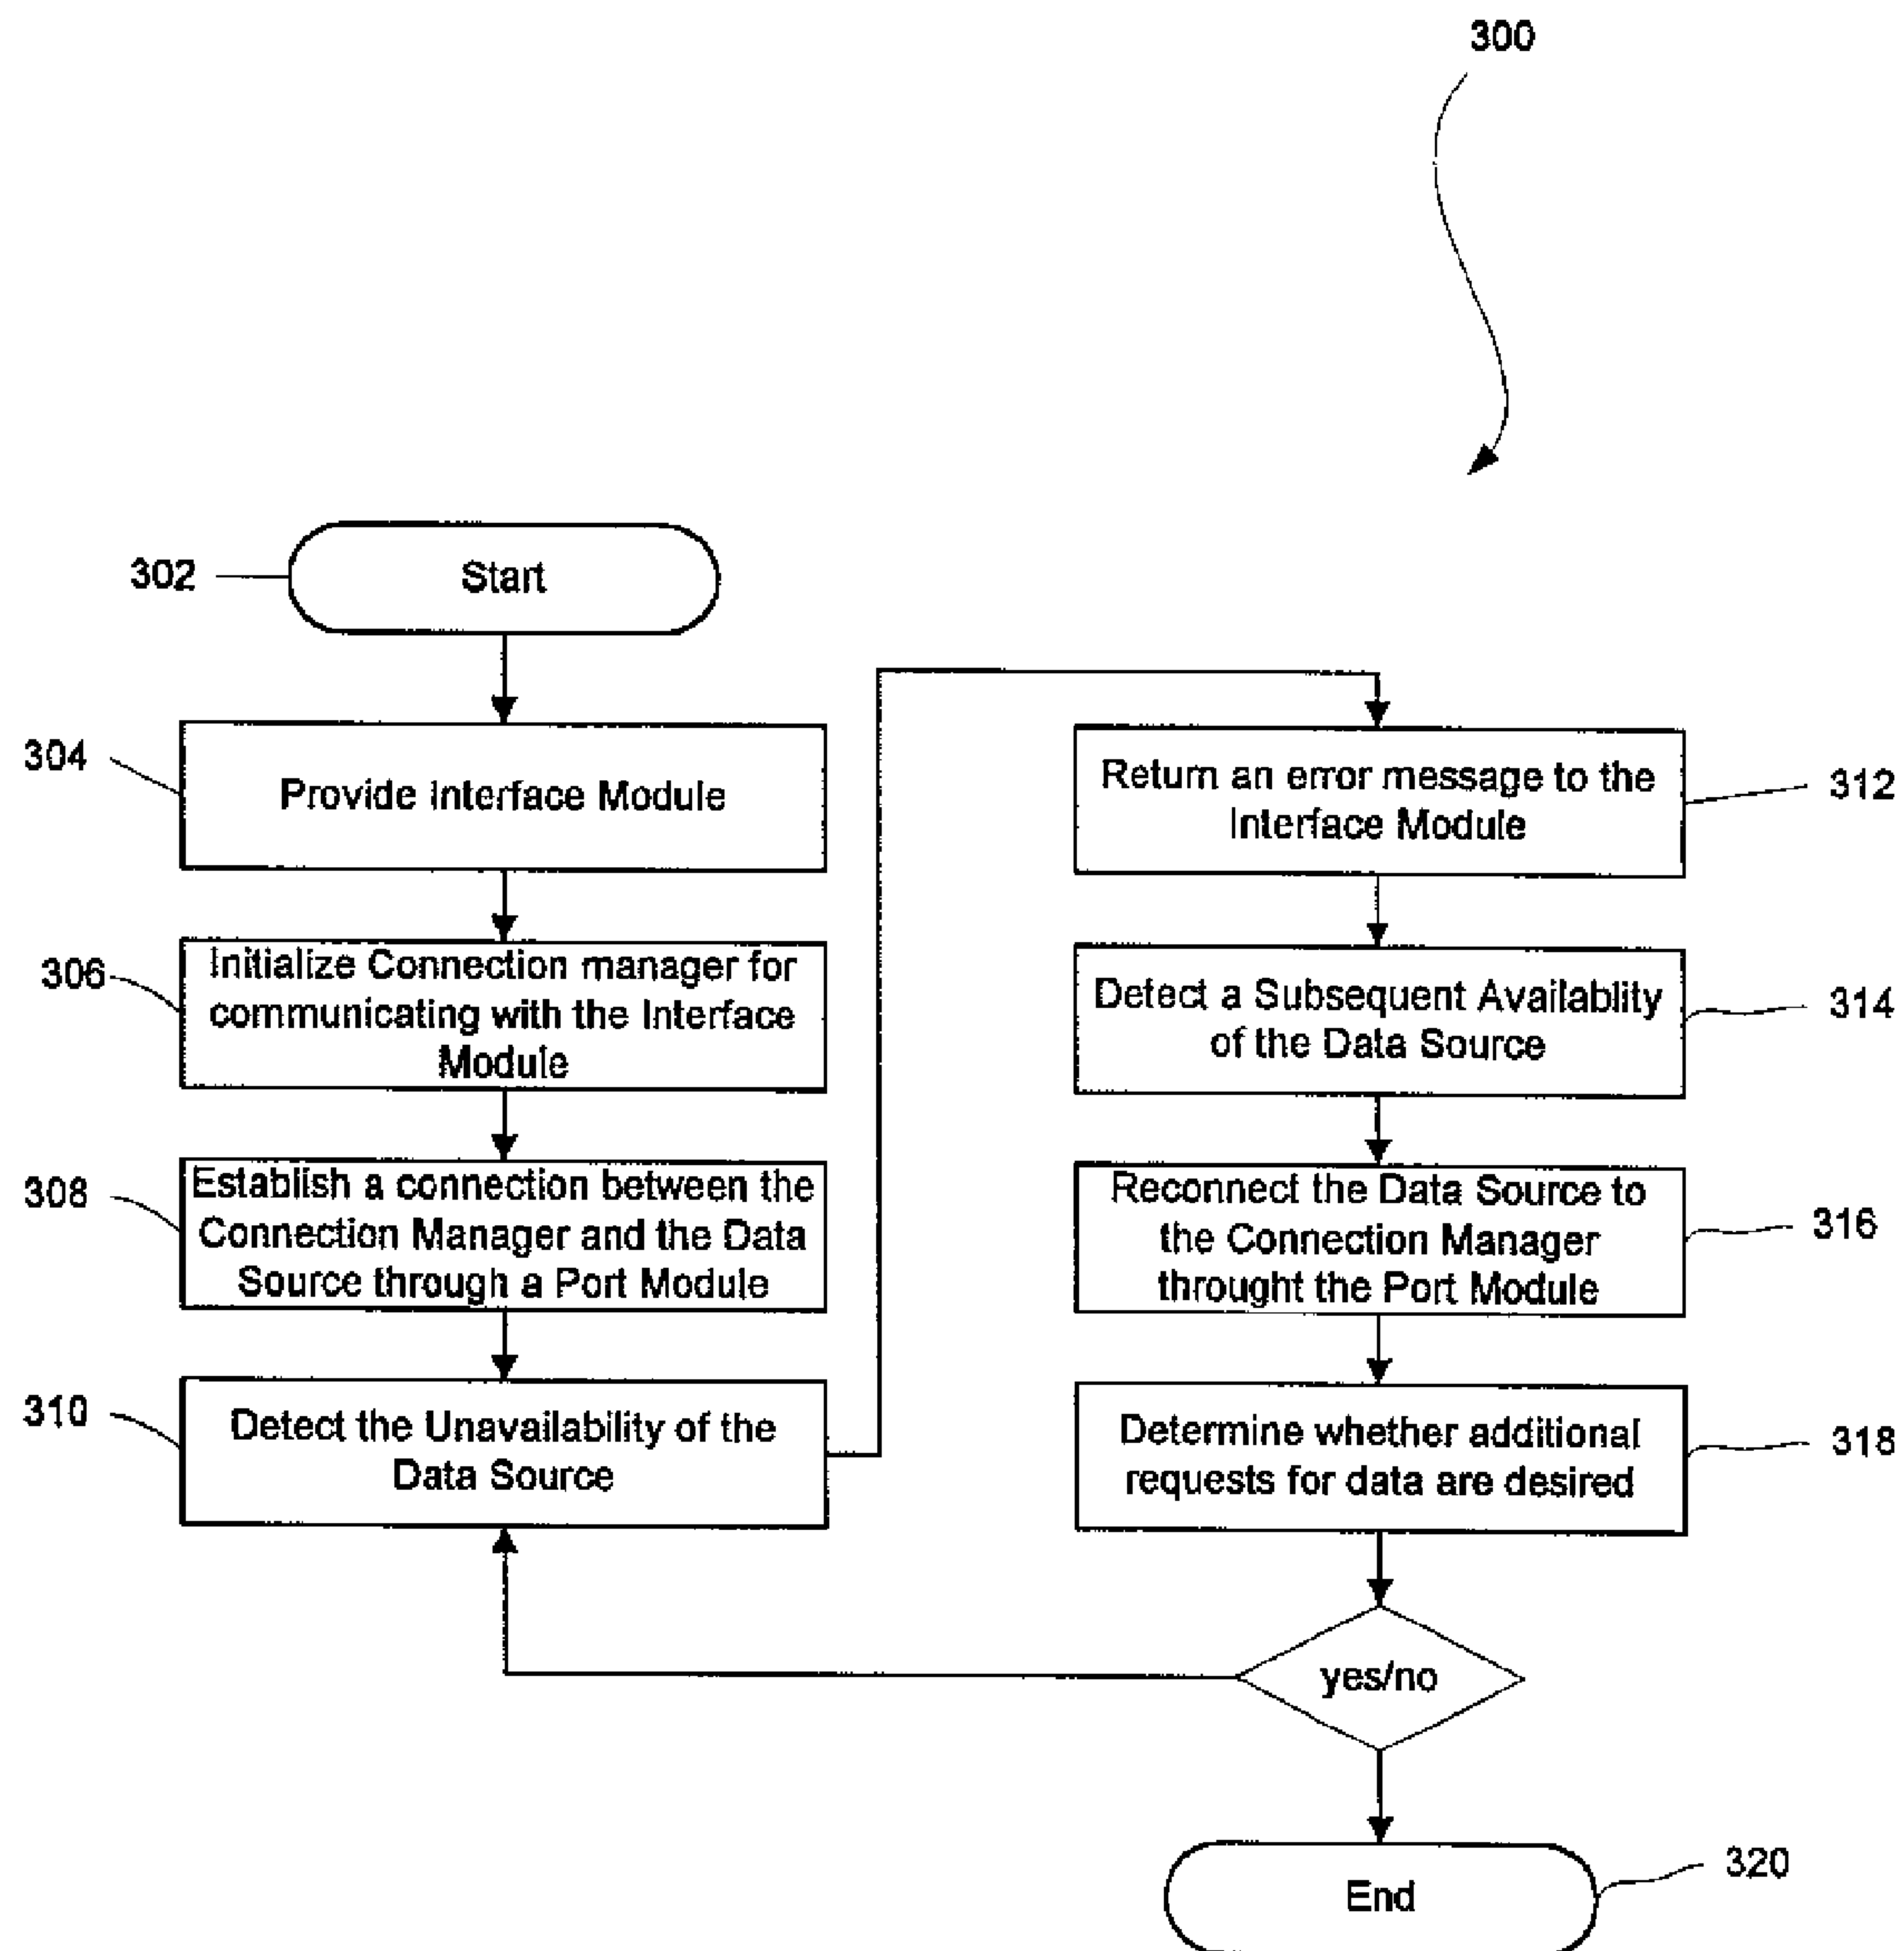 300
302
Start
304
Provide Interface Module
306
Initialize Connection manager for
communicating with the Interface
Module
308
Establish a connection between the
Connection Manager and the Data
Source through a Port Module
310
Detect the Unavailability of the
Data Source
Return an error message to the
Interface Module
312
Detect a Subsequent Availablity
of the Data Source
314
Reconnect the Data Source to
the Connection Manager
throught the Port Module
316
Determine whether additional
requests for data are desired
318
yes/no
End
320